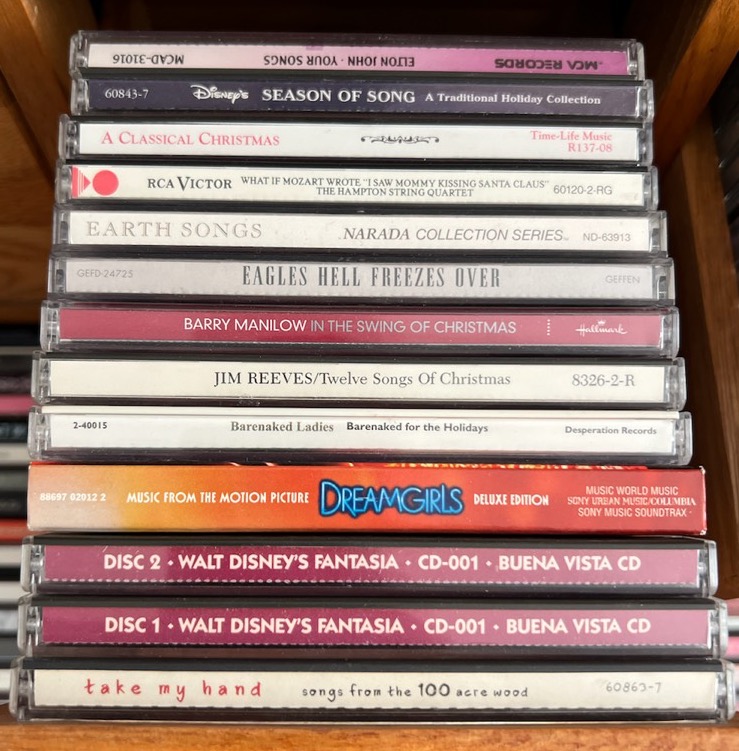 MCA RECORDS ELTON JOHN · YOUR SONGS MCAD-31016
60843-7 Disney's SEASON OF SONG A Traditional Holiday Collection
A CLASSICAL CHRISTMAS Time-Life Music
R137-08
RCA VICTOR WHAT IF MOZART WROTE "I SAW MOMMY KISSING SANTA CLAUS" 60120-2-RG
THE HAMPTON STRING QUARTET
EARTH SONGS NARADA COLLECTION SERIES™ ND-63913
GEFD-24725 EAGLES HELL FREEZES OVER GEFFEN
BARRY MANILOW IN THE SWING OF CHRISTMAS Hallmark
JIM REEVES/Twelve Songs Of Christmas 8326-2-R
2-40015 Barenaked Ladies Barenaked for the Holidays Desperation Records
88697 02012 2 MUSIC FROM THE MOTION PICTURE DREAMGIRLS DELUXE EDITION MUSIC WORLD MUSIC
SONY URBAN MUSIC/COLUMBIA
SONY MUSIC SOUNDTRAX
DISC 2 • WALT DISNEY'S FANTASIA • CD-001 • BUENA VISTA CD
DISC 1 • WALT DISNEY'S FANTASIA • CD-001 • BUENA VISTA CD
take my hand songs from the 100 acre wood 60863-7